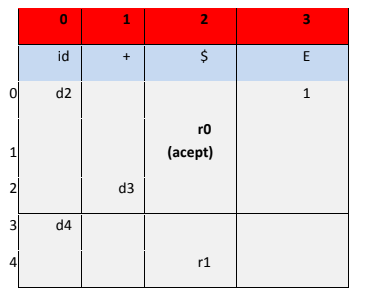 0 1 2 3
id + $ E
0 d2 1
r0
1 (acept)
2 d3
3 d4
4 r1